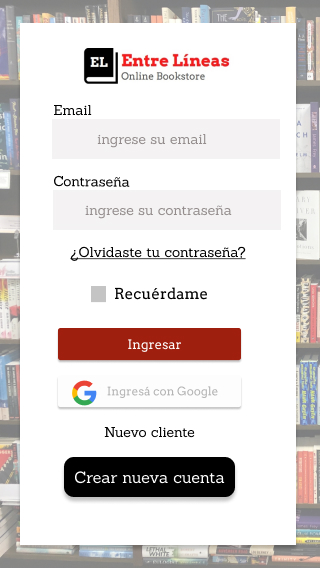 EL
Entre Líneas
Online Bookstore
Email
ingrese su email
Contraseña
ingrese su contraseña
¿Olvidaste tu contraseña?
Recuérdame
Ingresar
Ingresá con Google
Nuevo cliente
Crear nueva cuenta